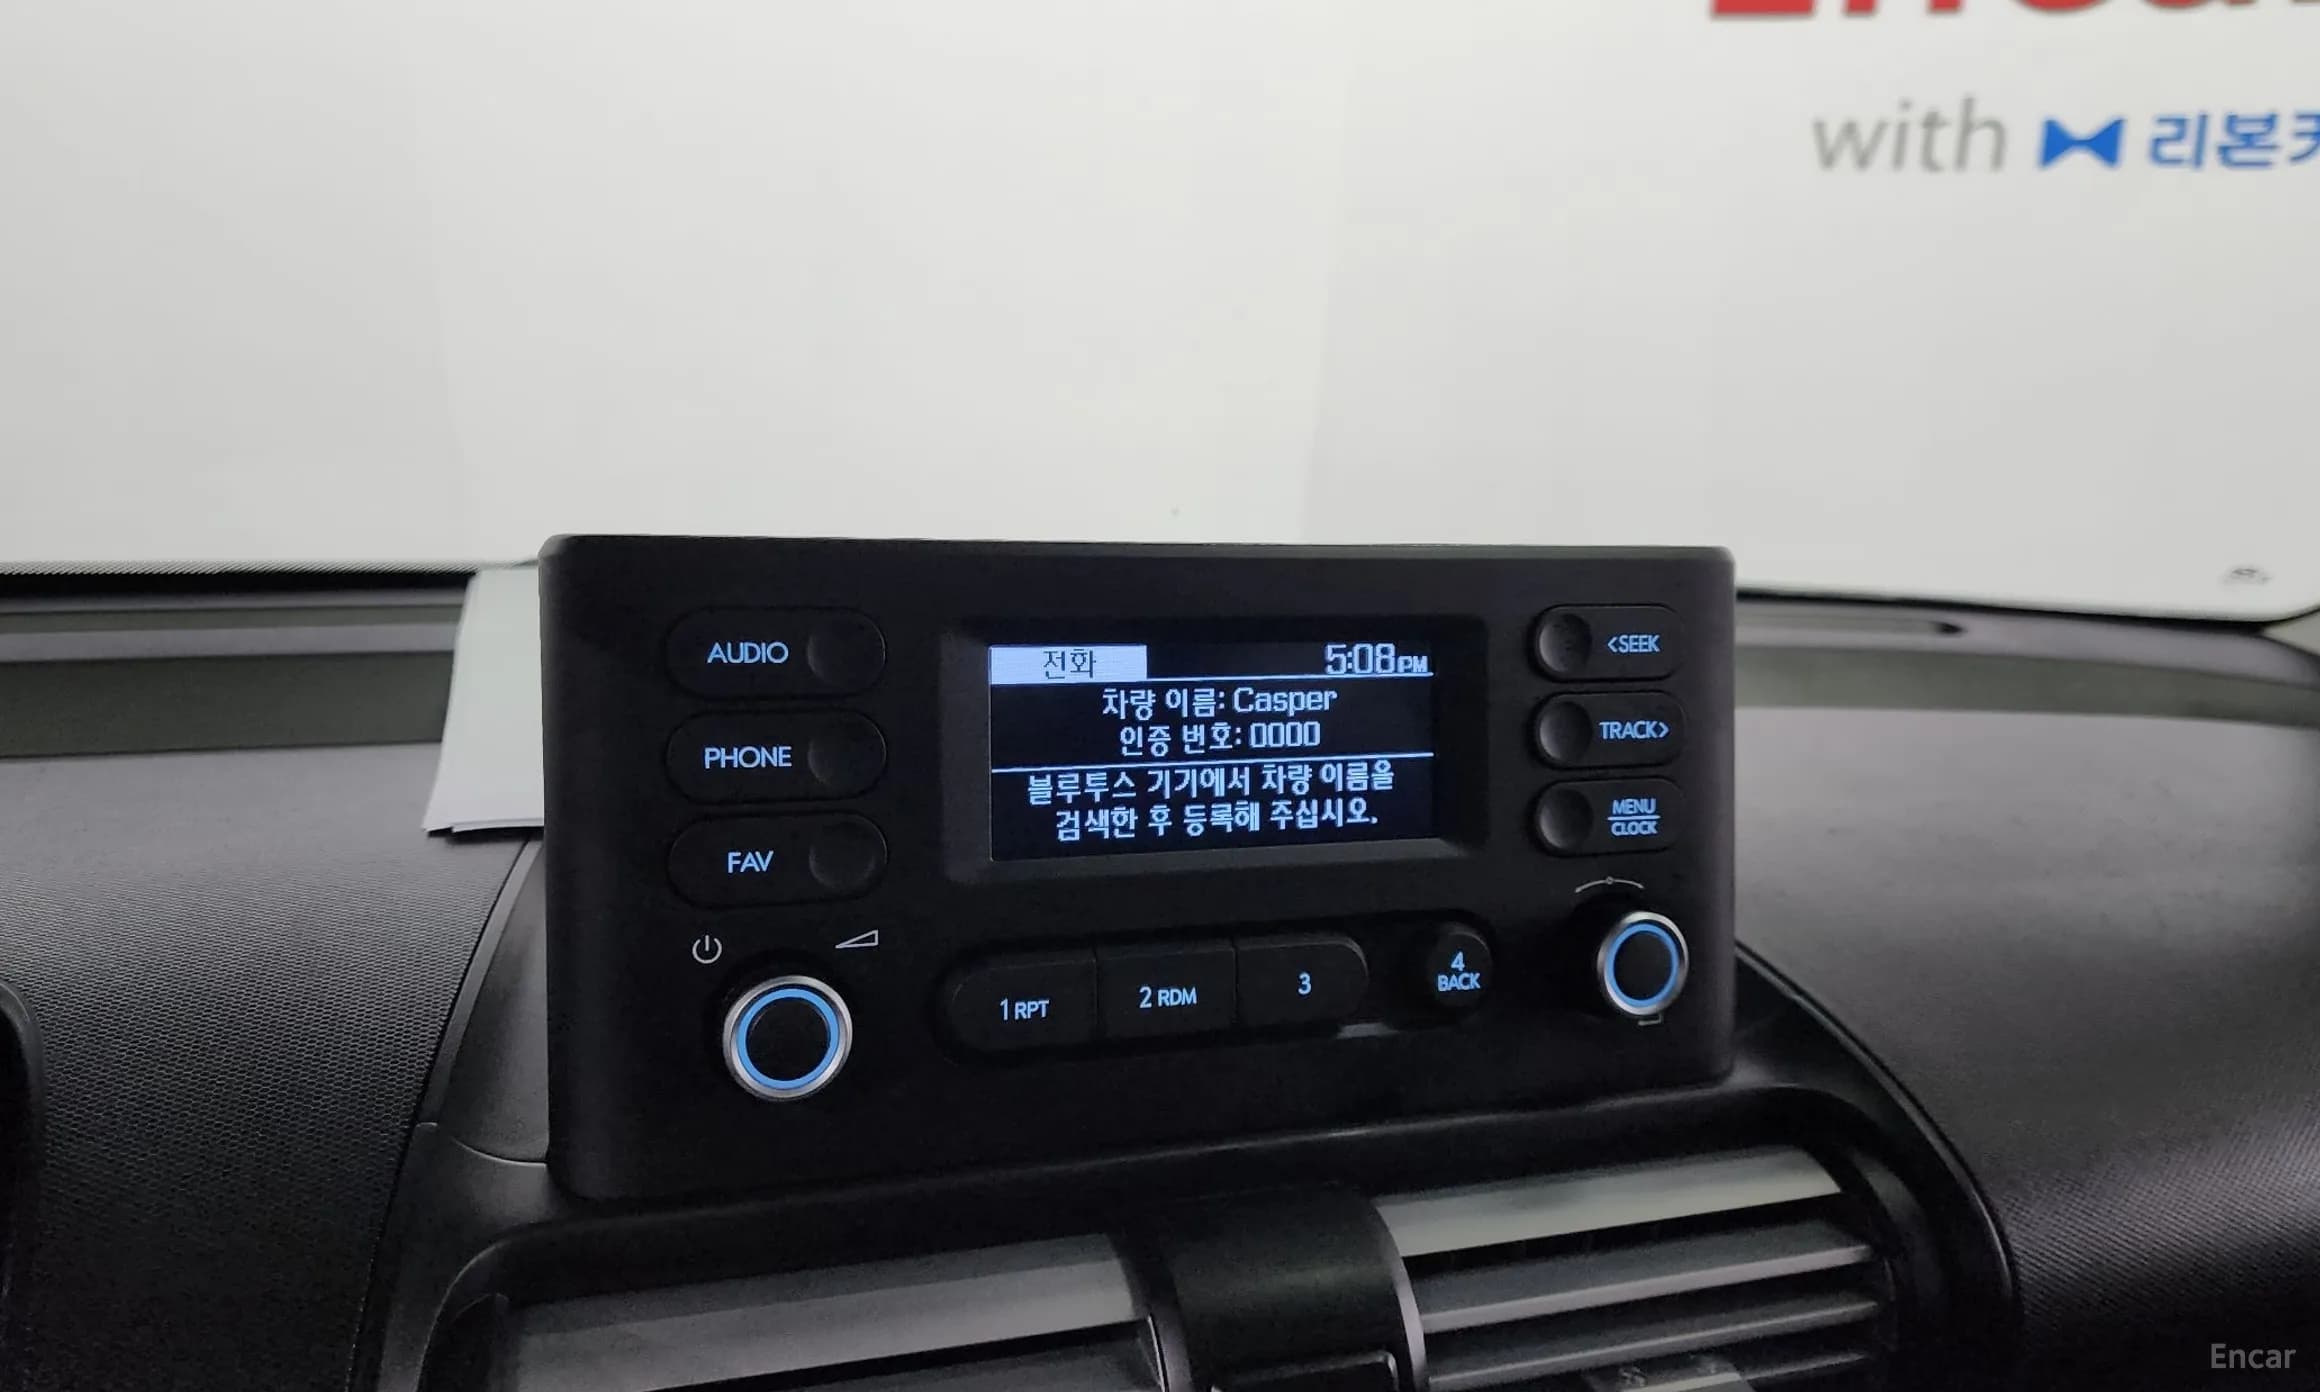 with 리본카
AUDIO
PHONE
FAV
전화 5:08PM
차량 이름: Casper
인증 번호: 0000
블루투스 기기에서 차량 이름을
검색한 후 등록해 주십시오.
<SEEK
TRACK>
MENU
CLOCK
1 RPT
2 RDM
3
4
BACK
Encar